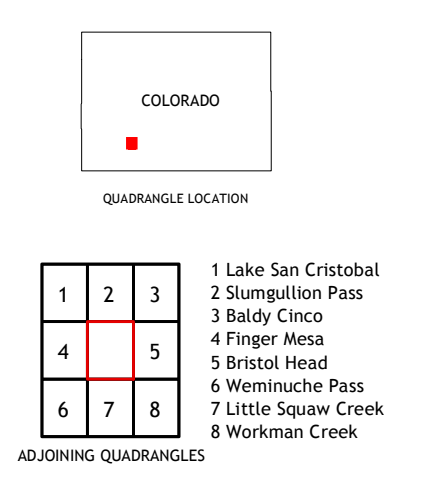 COLORADO
QUADRANGLE LOCATION
1 2 3
4 5
6 7 8
ADJOINING QUADRANGLES
1 Lake San Cristobal
2 Slumgullion Pass
3 Baldy Cinco
4 Finger Mesa
5 Bristol Head
6 Weminuche Pass
7 Little Squaw Creek
8 Workman Creek